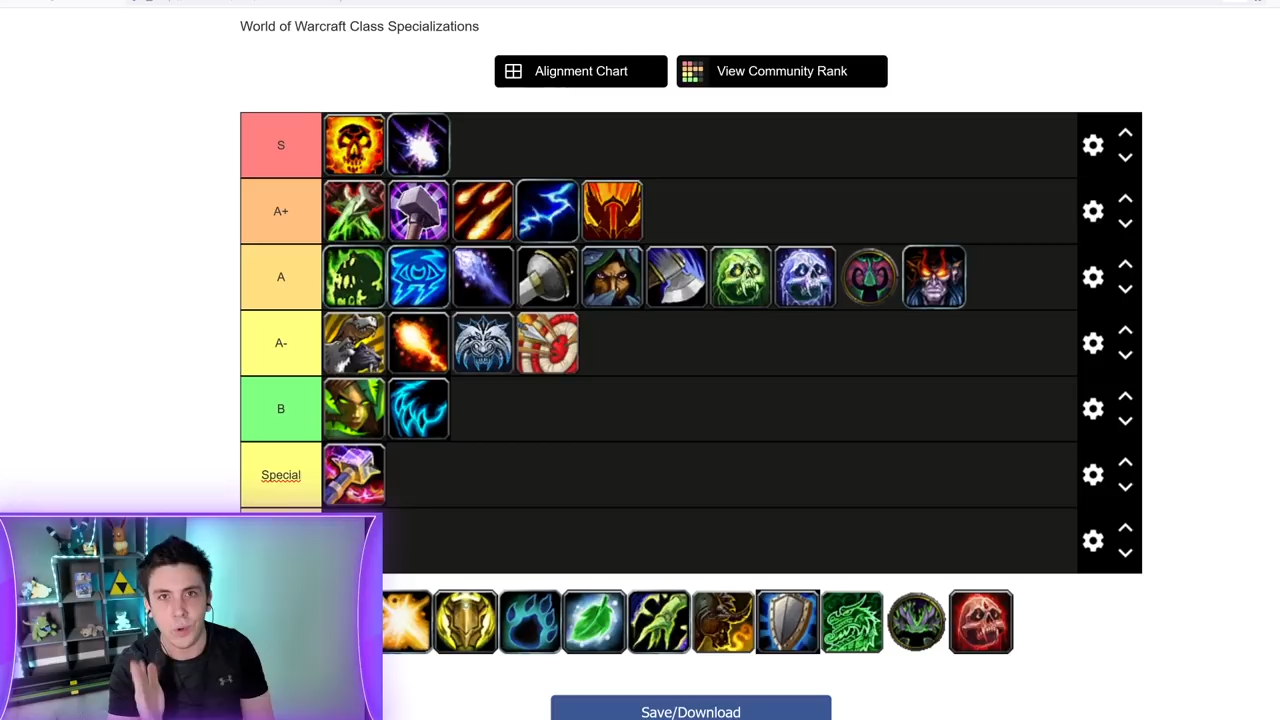 World of Warcraft Class Specializations
Alignment Chart
View Community Rank
S
A+
A
A-
B
Special
Save/Download